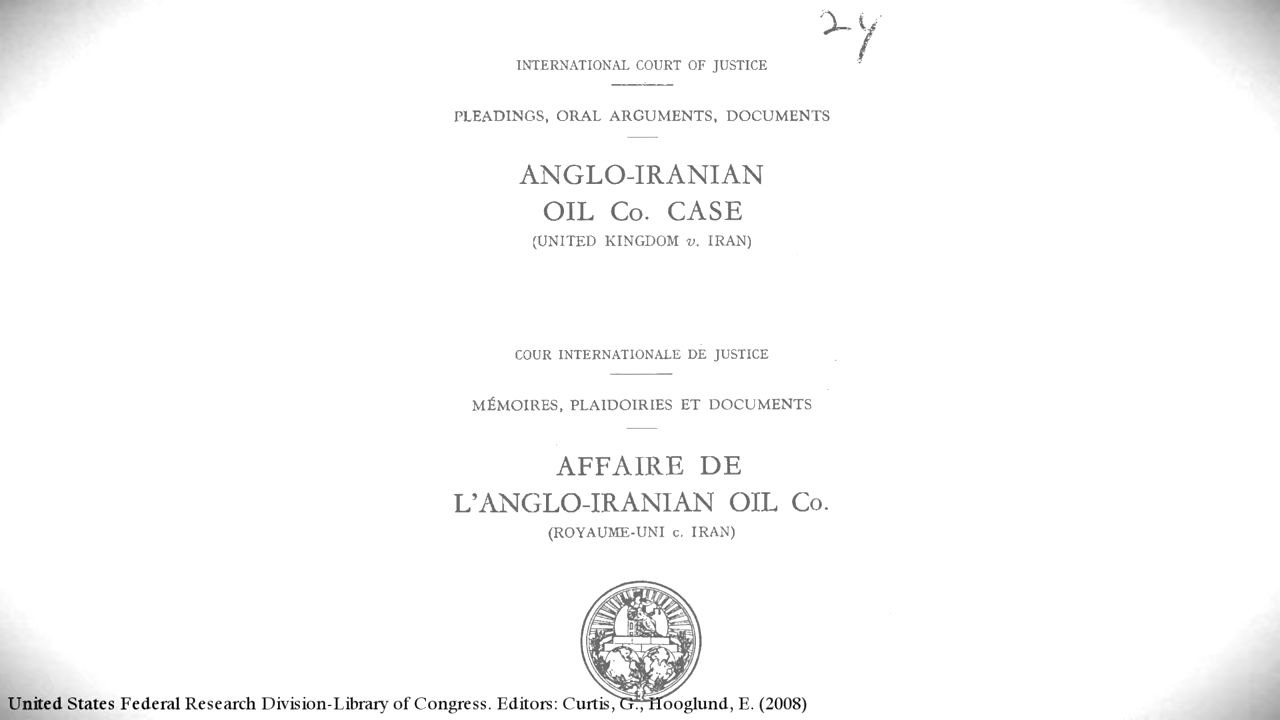 24
INTERNATIONAL COURT OF JUSTICE
PLEADINGS, ORAL ARGUMENTS, DOCUMENTS
ANGLO-IRANIAN
OIL Co. CASE
(UNITED KINGDOM v. IRAN)
COUR INTERNATIONALE DE JUSTICE
MÉMOIRES, PLAIDOIRIES ET DOCUMENTS
AFFAIRE DE
L'ANGLO-IRANIAN OIL Co.
(ROYAUME-UNI c. IRAN)
United States Federal Research Division-Library of Congress. Editors: Curtis, G., Hooglund, E. (2008)